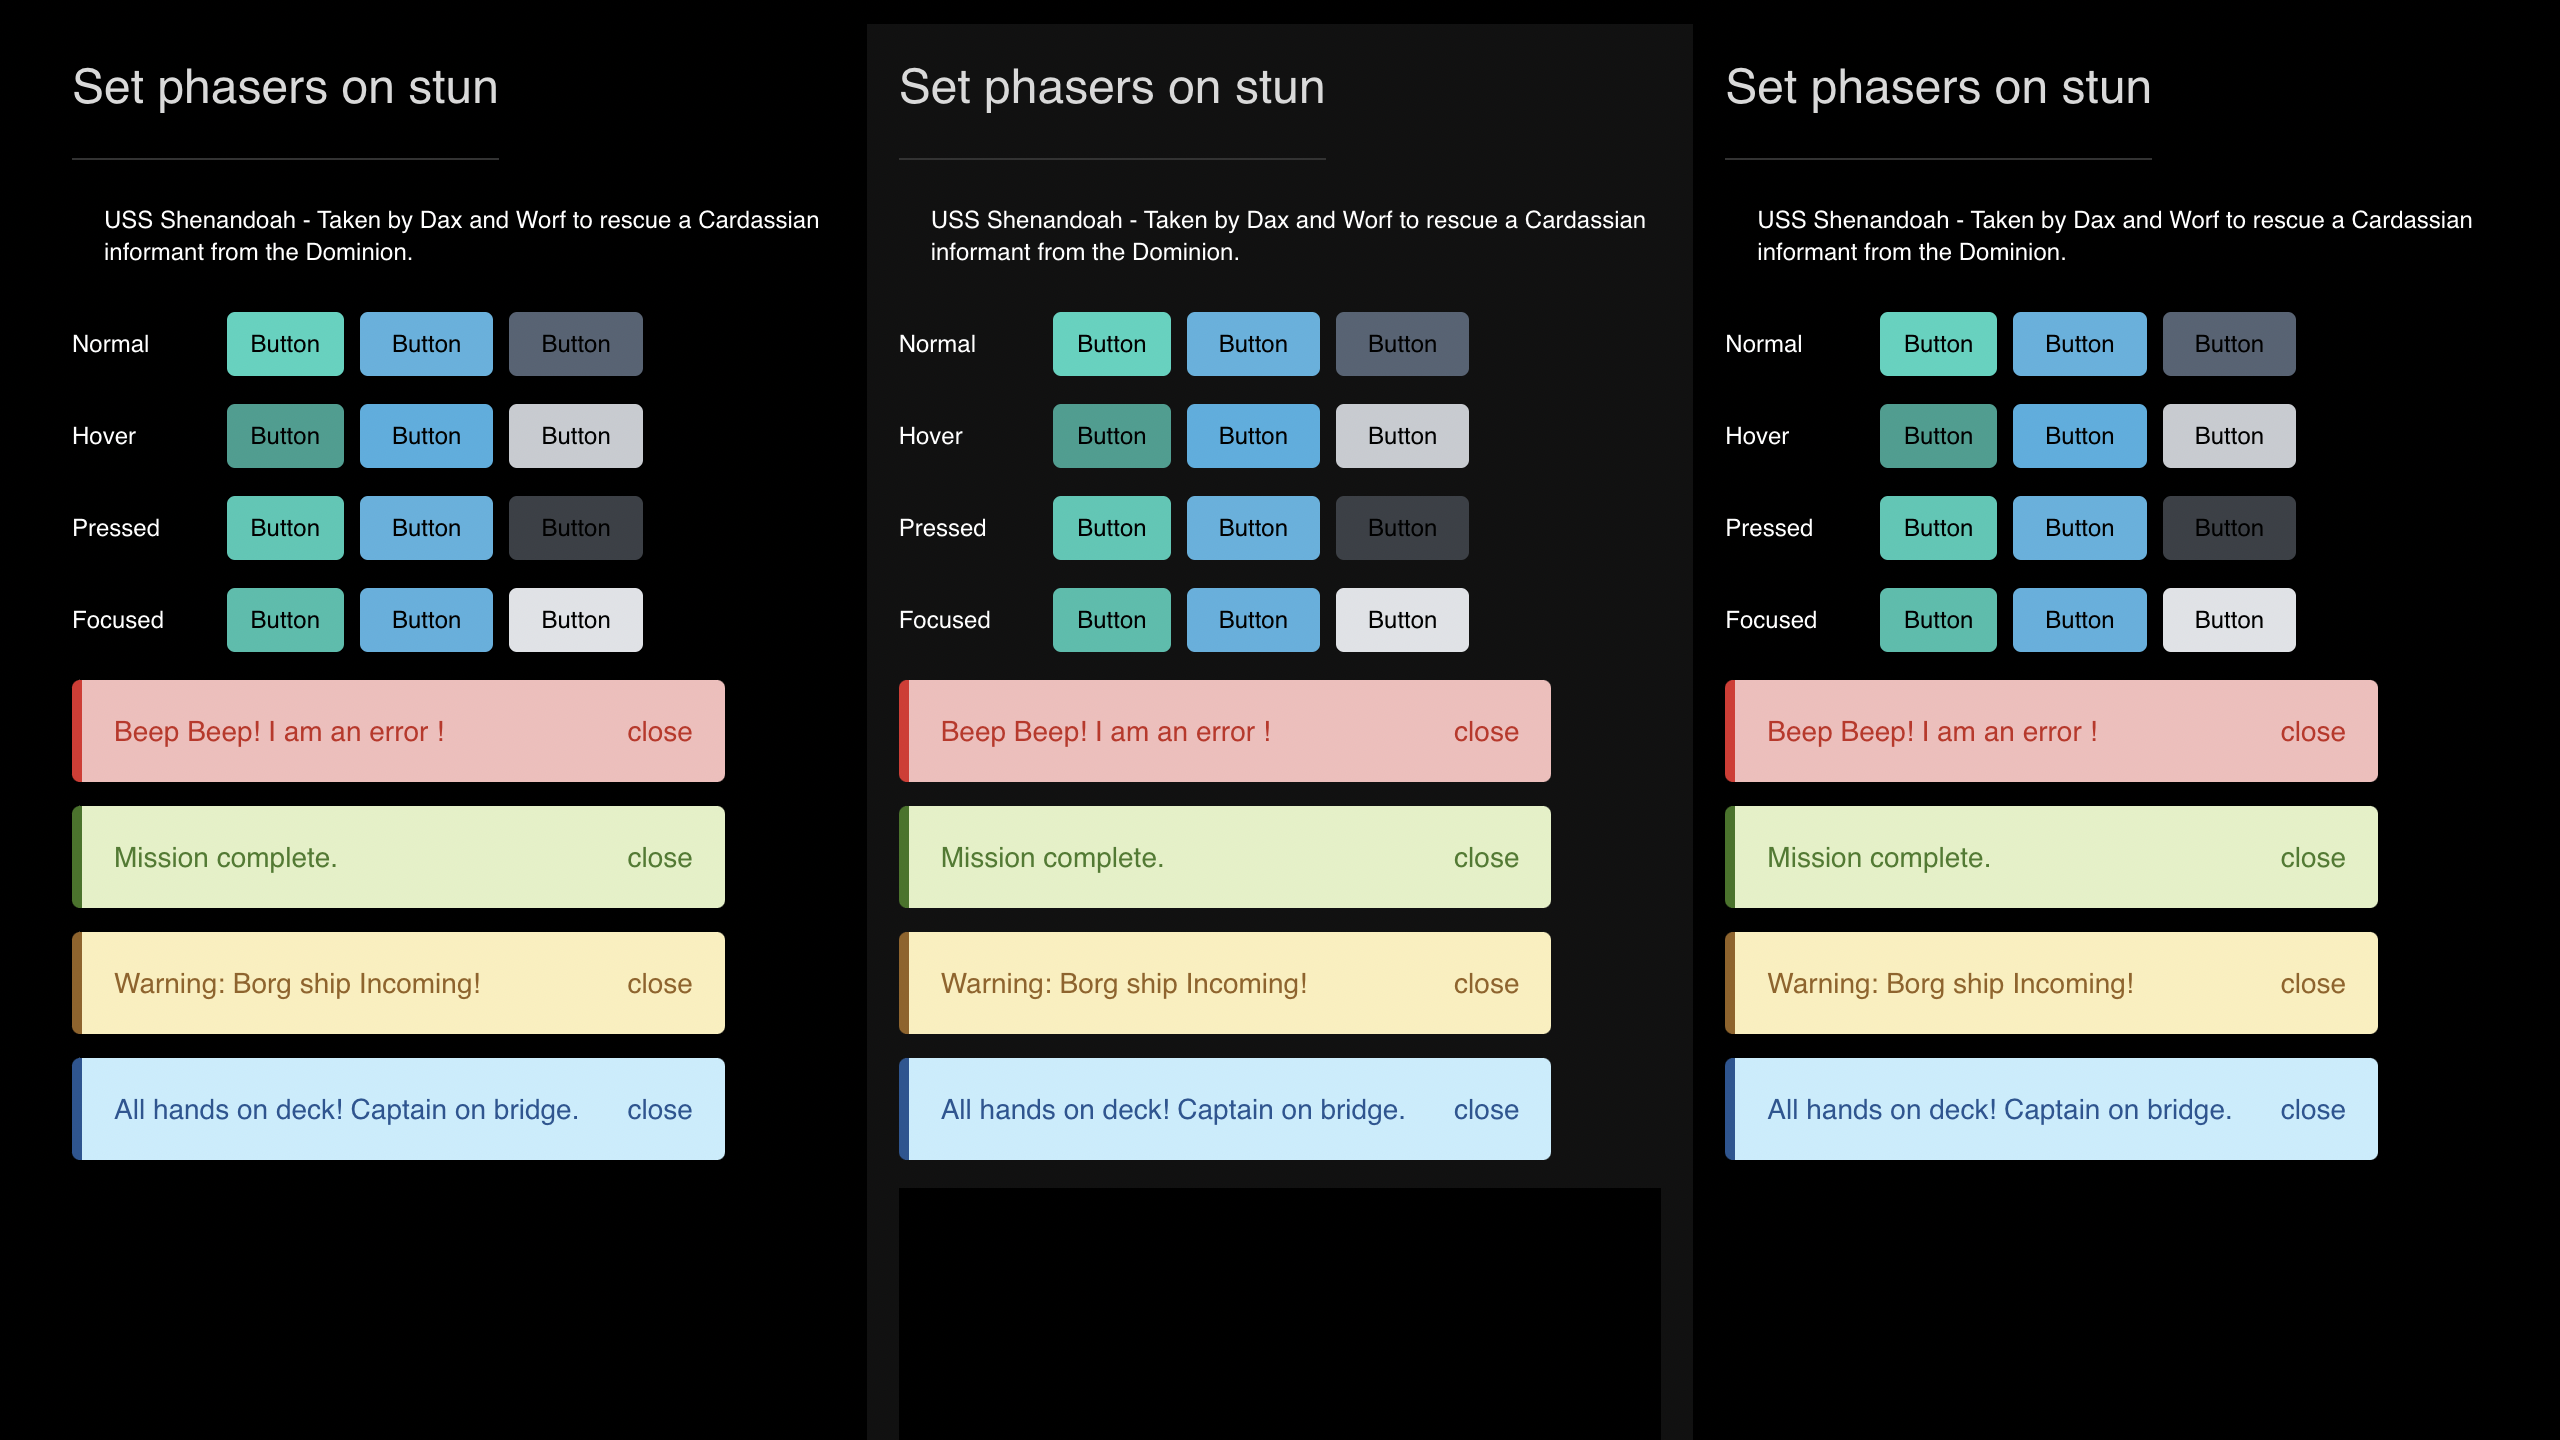 Set phasers on stun
USS Shenandoah - Taken by Dax and Worf to rescue a Cardassian
informant from the Dominion.
Normal Button Button Button
Hover Button Button Button
Pressed Button Button Button
Focused Button Button Button
Beep Beep! I am an error ! close
Mission complete. close
Warning: Borg ship Incoming! close
All hands on deck! Captain on bridge. close
Set phasers on stun
USS Shenandoah - Taken by Dax and Worf to rescue a Cardassian
informant from the Dominion.
Normal Button Button Button
Hover Button Button Button
Pressed Button Button Button
Focused Button Button Button
Beep Beep! I am an error ! close
Mission complete. close
Warning: Borg ship Incoming! close
All hands on deck! Captain on bridge. close
Set phasers on stun
USS Shenandoah - Taken by Dax and Worf to rescue a Cardassian
informant from the Dominion.
Normal Button Button Button
Hover Button Button Button
Pressed Button Button Button
Focused Button Button Button
Beep Beep! I am an error ! close
Mission complete. close
Warning: Borg ship Incoming! close
All hands on deck! Captain on bridge. close